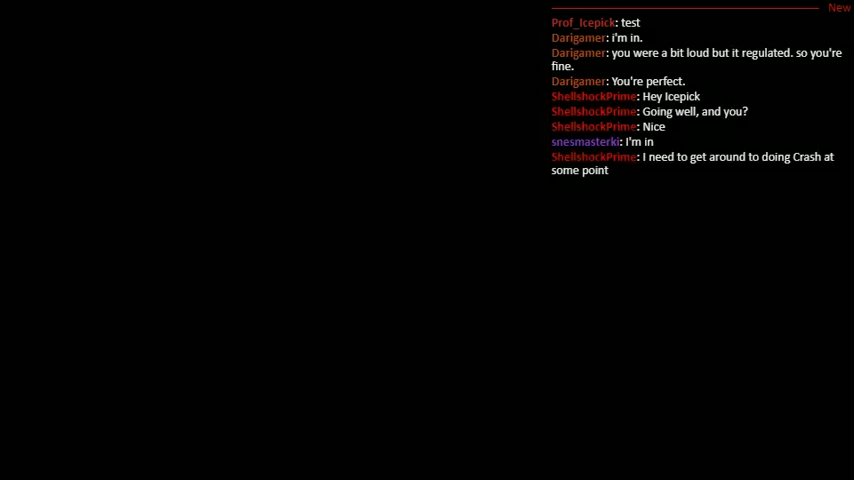 New
Prof_Icepick: test
Darigamer: i'm in.
Darigamer: you were a bit loud but it regulated. so you're
fine.
Darigamer: You're perfect.
ShellshockPrime: Hey Icepick
ShellshockPrime: Going well, and you?
ShellshockPrime: Nice
snesmasterki: I'm in
ShellshockPrime: I need to get around to doing Crash at
some point